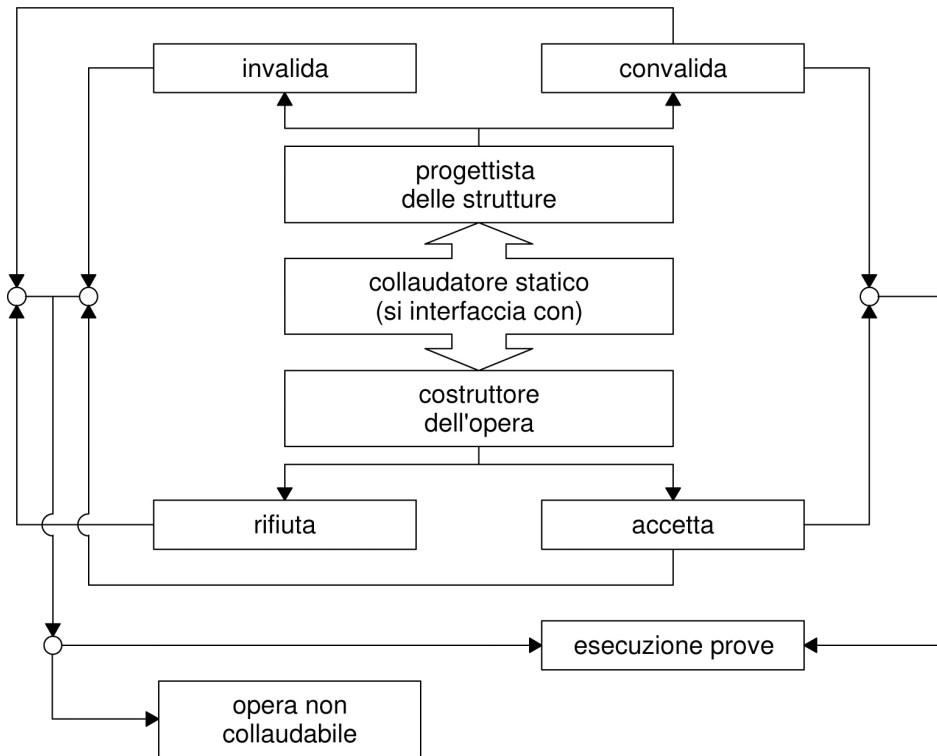 invalida
convalida
progettista
delle strutture
collaudatore statico
(si interfaccia con)
costruttore
dell'opera
rifiuta
accetta
esecuzione prove
opera non
collaudabile